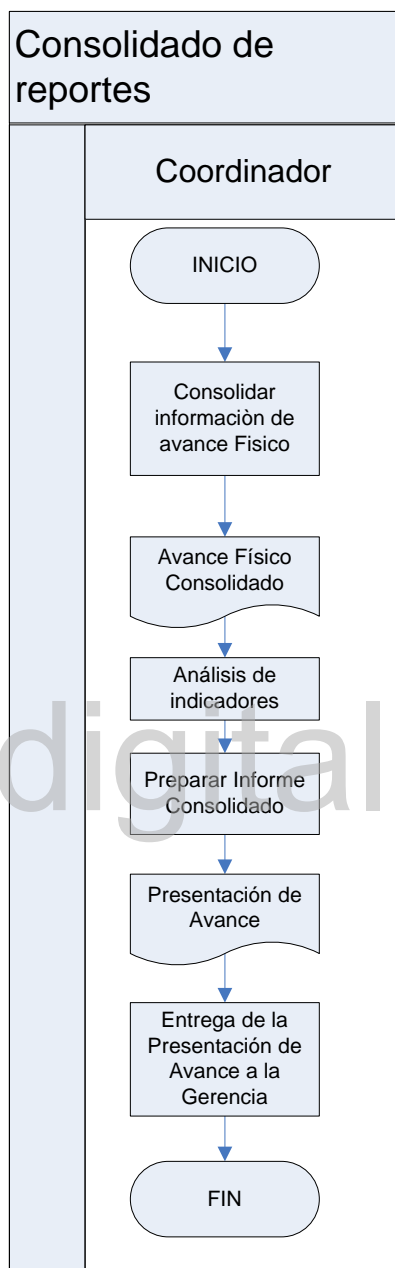 Consolidado de
reportes
Coordinador
INICIO
Consolidar
informaciòn de
avance Fisico
Avance Físico
Consolidado
Análisis de
indicadores
digital
Preparar Informe
Consolidado
Presentación de
Avance
Entrega de la
Presentación de
Avance a la
Gerencia
FIN